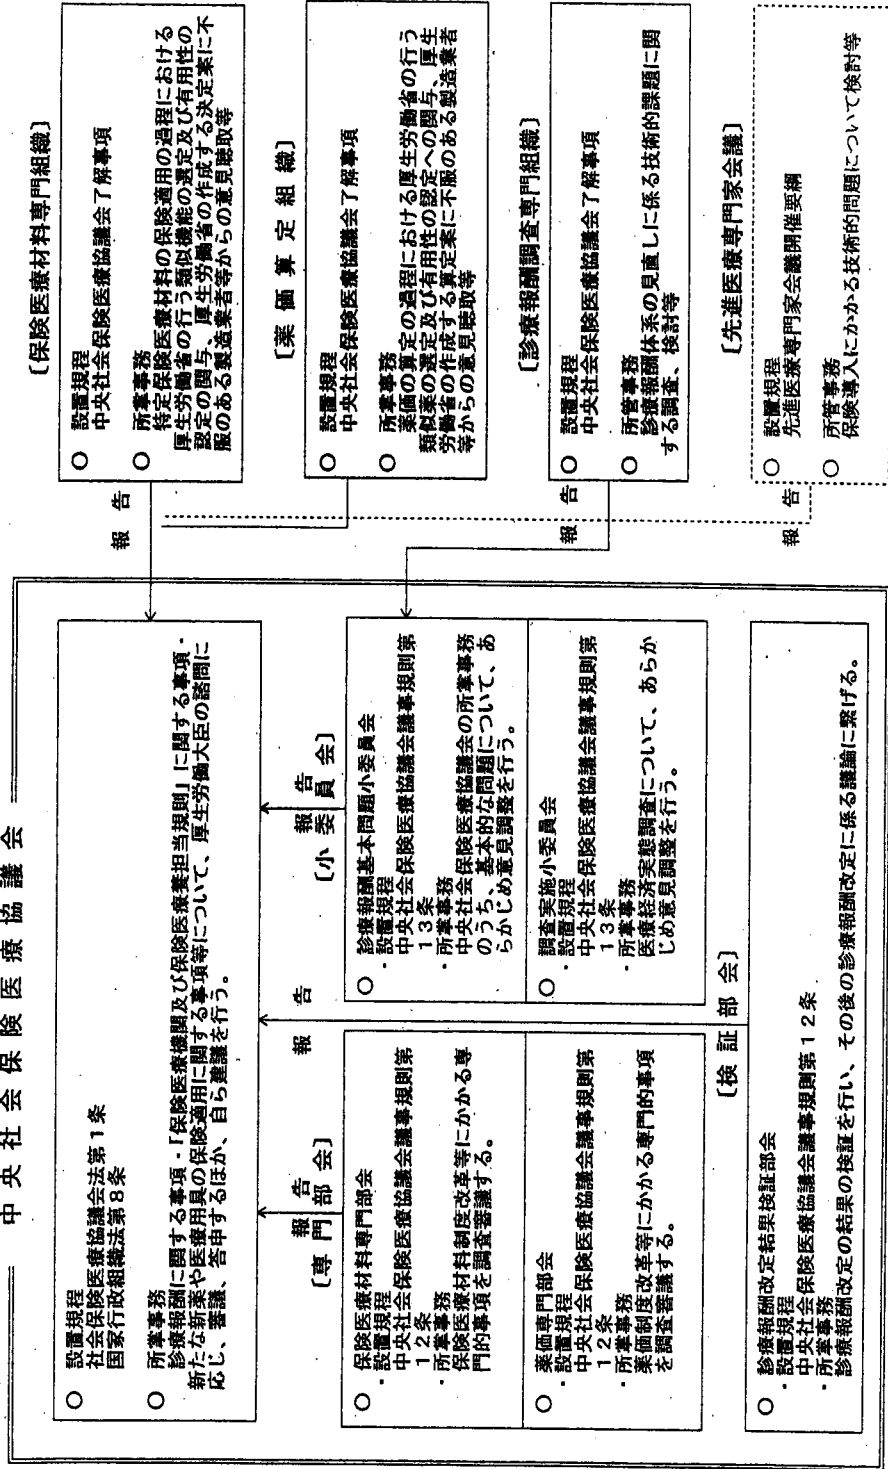 中央社会保険医療協議会
○ 設置規程
社会保険医療協議会法第1条
国家行政組織法第8条
○ 所掌事務
診療報酬に関する事項・「保険医療機関及び保険医療養担当規則」に関する事項・
新たな新薬や医療用具の保険適用に関する事項等について、厚生労働大臣の諮問に
応じ、審議、答申するほか、自ら建議を行う。
報告
〔専門部会〕
○ 保険医療材料専門部会
・設置規程
中央社会保険医療協議会議事規則第
12条
・所掌事務
保険医療材料制度改革等にかかる専
門的事項を調査審議する。
○ 薬価専門部会
・設置規程
中央社会保険医療協議会議事規則第
12条
・所掌事務
薬価制度改革等にかかる専門的事項
を調査審議する。
報告
〔小委員会〕
○ 診療報酬基本問題小委員会
・設置規程
中央社会保険医療協議会議事規則第
13条
・所掌事務
中央社会保険医療協議会の所掌事務
のうち、基本的な問題について、あ
らかじめ意見調整を行う。
○ 調査実施小委員会
・設置規程
中央社会保険医療協議会議事規則第
13条
・所掌事務
医療経済実態調査について、あらか
じめ意見調整を行う。
報告
〔検証部会〕
○ 診療報酬改定結果検証部会
・設置規程
中央社会保険医療協議会議事規則第12条
・所掌事務
診療報酬改定の結果の検証を行い、その後の診療報酬改定に係る議論に繋げる。
報告
〔保険医療材料専門組織〕
○ 設置規程
中央社会保険医療協議会了解事項
○ 所掌事務
特定保険医療材料の保険適用の過程における
厚生労働省の行う類似機能の選定及び有用性の
認定の関与、厚生労働省の作成する決定案に不
服のある製造業者等からの意見聴取等
〔薬価算定組織〕
○ 設置規程
中央社会保険医療協議会了解事項
○ 所掌事務
薬価の算定の過程における厚生労働省の行う
類似薬の選定及び有用性の認定への関与、厚生
労働省の作成する算定案に不服のある製造業者
等からの意見聴取等
報告
〔診療報酬調査専門組織〕
○ 設置規程
中央社会保険医療協議会了解事項
○ 所管事務
診療報酬体系の見直しに係る技術的課題に関
する調査、検討等
報告
〔先進医療専門家会議〕
○ 設置規程
先進医療専門家会議開催要綱
○ 所管事務
保険導入にかかる技術的問題について検討等